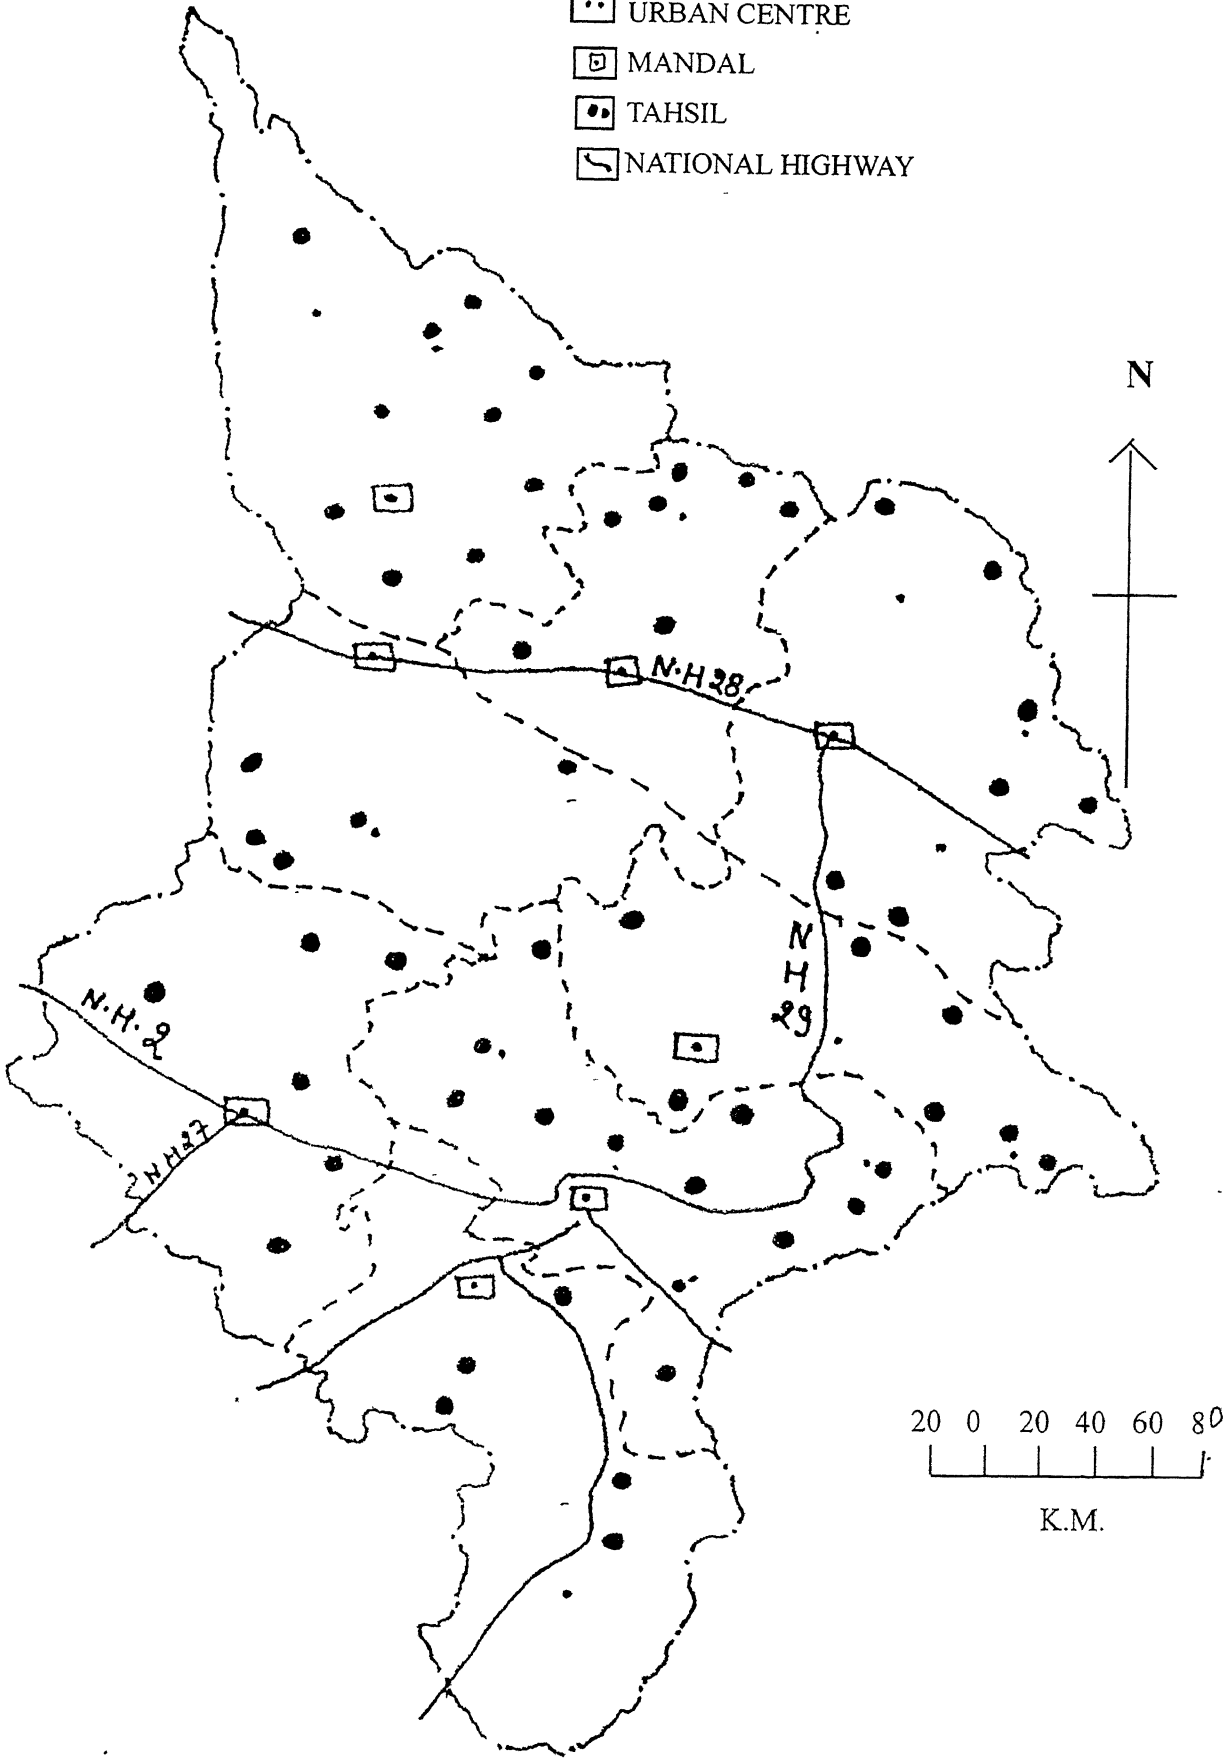 URBAN CENTRE
MANDAL
TAHSIL
NATIONAL HIGHWAY
N
N.H 28
N
H
29
N.H.2
N H 27
20 0 20 40 60 80
K.M.